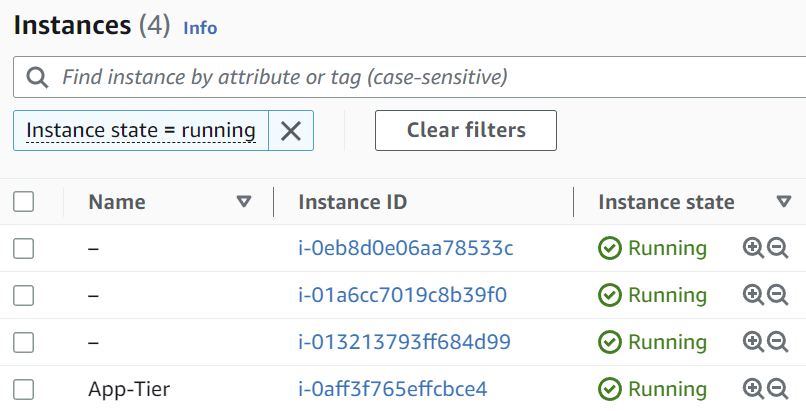 Instances (4) Info
Find instance by attribute or tag (case-sensitive)
Instance state = running Clear filters
Name Instance ID Instance state
– i-0eb8d0e06aa78533c Running
– i-01a6cc7019c8b39f0 Running
– i-013213793ff684d99 Running
App-Tier i-0aff3f765effcbce4 Running